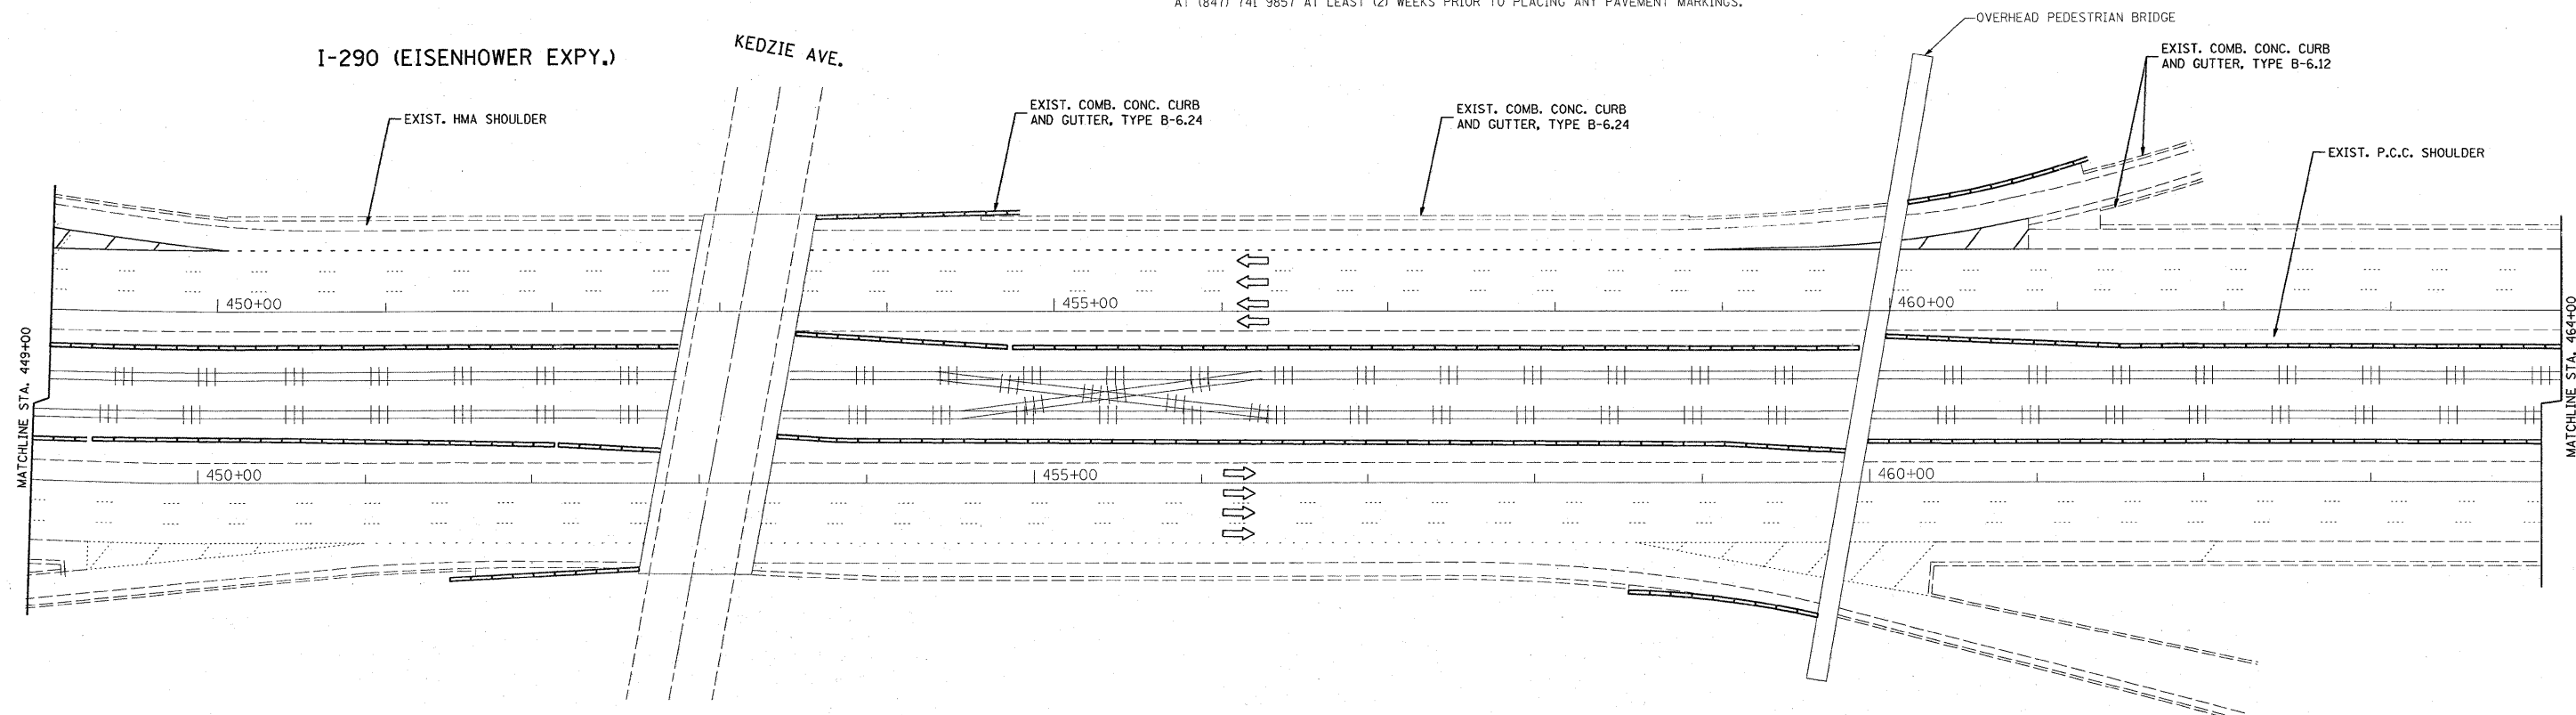 AT (847) 741 9857 AT LEAST (2) WEEKS PRIOR TO PLACING ANY PAVEMENT MARKINGS.
OVERHEAD PEDESTRIAN BRIDGE
I-290 (EISENHOWER EXPY.)
KEDZIE AVE.
EXIST. COMB. CONC. CURB
AND GUTTER, TYPE B-6.12
EXIST. HMA SHOULDER
EXIST. COMB. CONC. CURB
AND GUTTER, TYPE B-6.24
EXIST. COMB. CONC. CURB
AND GUTTER, TYPE B-6.24
EXIST. P.C.C. SHOULDER
450+00
455+00
460+00
MATCHLINE STA. 449+00
MATCHLINE STA. 464+00
450+00
455+00
460+00